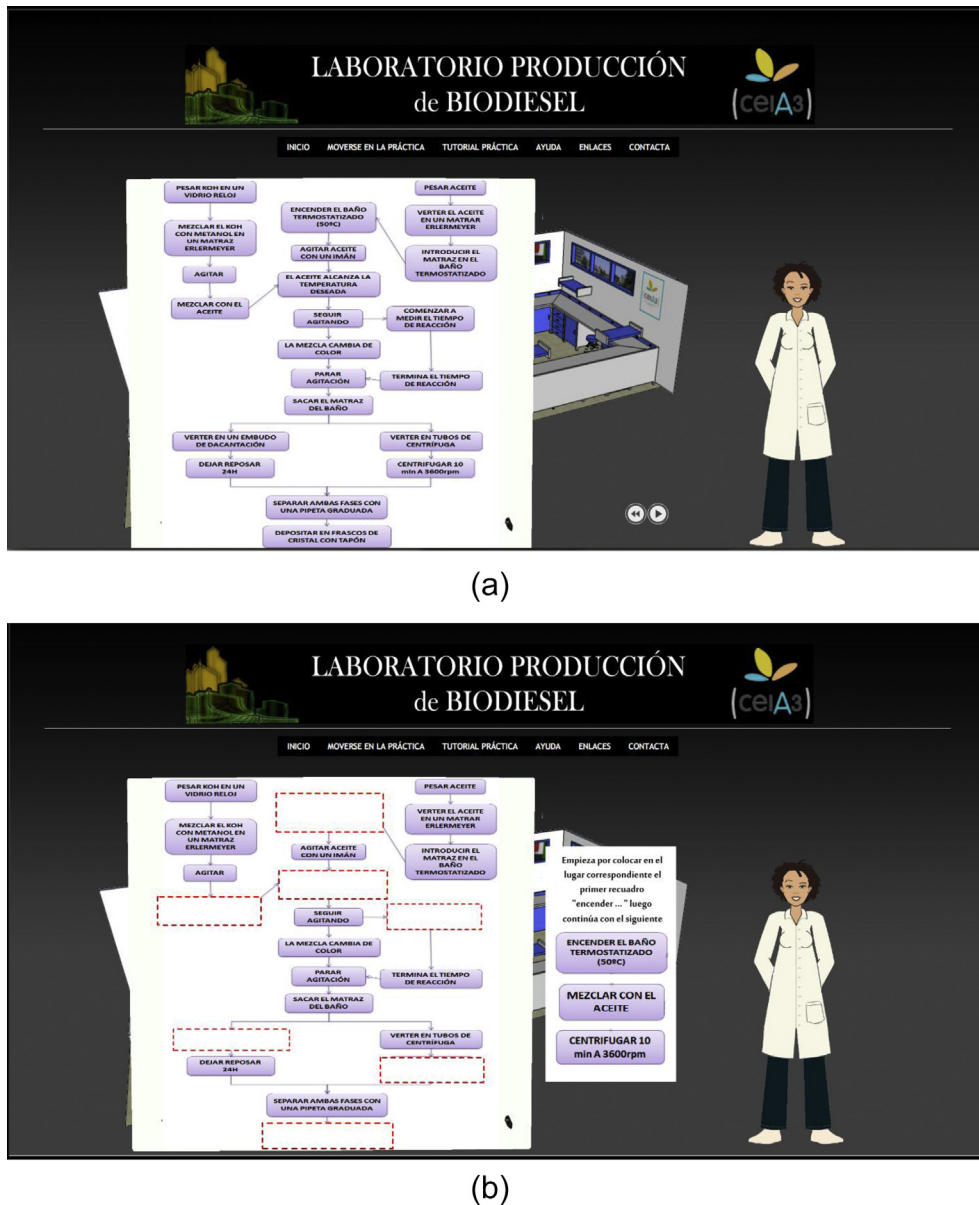 LABORATORIO PRODUCCIÓN
de BIODIESEL
(ceiA3)
INICIO MOVERSE EN LA PRÁCTICA TUTORIAL PRÁCTICA AYUDA ENLACES CONTACTA
PESAR KOH EN UN
VIDRIO RELOJ
MEZCLAR EL KOH
CON METANOL EN
UN MATRAZ
ERLERMEYER
AGITAR
MEZCLAR CON EL
ACEITE
ENCENDER EL BAÑO
TERMOSTATIZADO
(50ºC)
AGITAR ACEITE
CON UN IMÁN
EL ACEITE ALCANZA LA
TEMPERATURA
DESEADA
SEGUIR
AGITANDO
LA MEZCLA CAMBIA DE
COLOR
PARAR
AGITACIÓN
SACAR EL MATRAZ
DEL BAÑO
PESAR ACEITE
VERTER EL ACEITE
EN UN MATRAR
ERLERMEYER
INTRODUCIR EL
MATRAZ EN EL
BAÑO
TERMOSTATIZADO
COMENZAR A
MEDIR EL TIEMPO
DE REACCIÓN
TERMINA EL TIEMPO
DE REACCIÓN
VERTER EN UN EMBUDO
DE DACANTACIÓN
DEJAR REPOSAR
24H
VERTER EN TUBOS DE
CENTRÍFUGA
CENTRIFUGAR 10
min A 3600rpm
SEPARAR AMBAS FASES CON
UNA PIPETA GRADUADA
DEPOSITAR EN FRASCOS DE
CRISTAL CON TAPÓN
ceiA3
(a)
LABORATORIO PRODUCCIÓN
de BIODIESEL
(ceiA3)
INICIO MOVERSE EN LA PRÁCTICA TUTORIAL PRÁCTICA AYUDA ENLACES CONTACTA
PESAR KOH EN UN
VIDRIO RELOJ
MEZCLAR EL KOH
CON METANOL EN
UN MATRAZ
ERLERMEYER
AGITAR
AGITAR ACEITE
CON UN IMÁN
SEGUIR
AGITANDO
LA MEZCLA CAMBIA DE
COLOR
PARAR
AGITACIÓN
SACAR EL MATRAZ
DEL BAÑO
PESAR ACEITE
VERTER EL ACEITE
EN UN MATRAR
ERLERMEYER
INTRODUCIR EL
MATRAZ EN EL
BAÑO
TERMOSTATIZADO
TERMINA EL TIEMPO
DE REACCIÓN
DEJAR REPOSAR
24H
VERTER EN TUBOS DE
CENTRÍFUGA
SEPARAR AMBAS FASES CON
UNA PIPETA GRADUADA
Empieza por colocar en el
lugar correspondiente el
primer recuadro
"encender ..." luego
continúa con el siguiente
ENCENDER EL BAÑO
TERMOSTATIZADO
(50ºC)
MEZCLAR CON EL
ACEITE
CENTRIFUGAR 10
min A 3600rpm
(b)